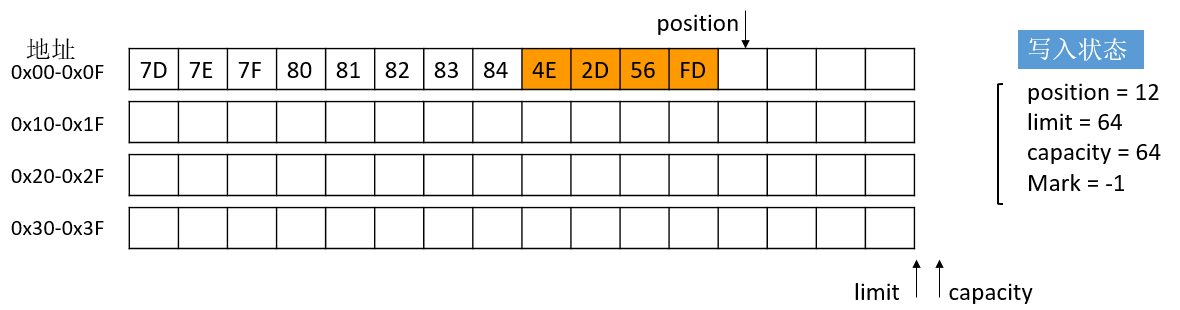 position
地址
写入状态
0x00-0x0F 7D 7E 7F 80 81 82 83 84 4E 2D 56 FD
position = 12
0x10-0x1F
limit = 64
capacity = 64
0x20-0x2F
Mark = -1
0x30-0x3F
limit capacity